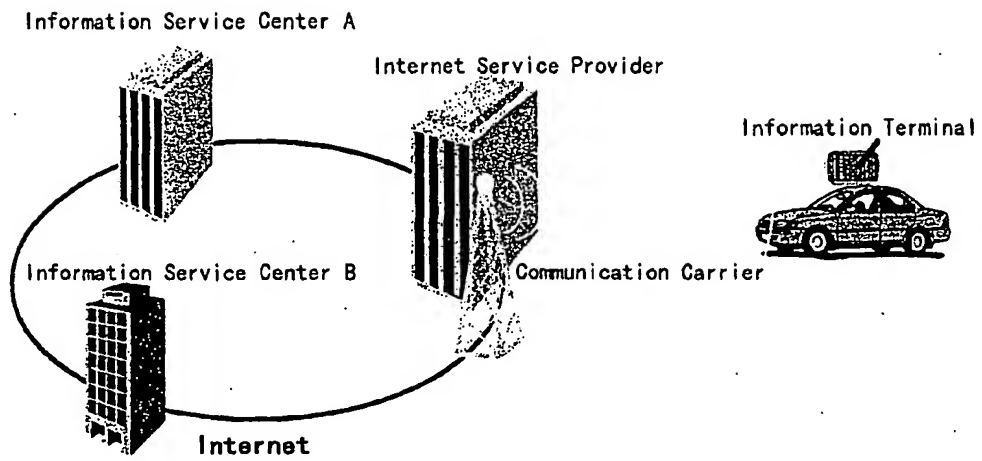 Information Service Center A
Internet Service Provider
Information Terminal
Information Service Center B
Communication Carrier
Internet